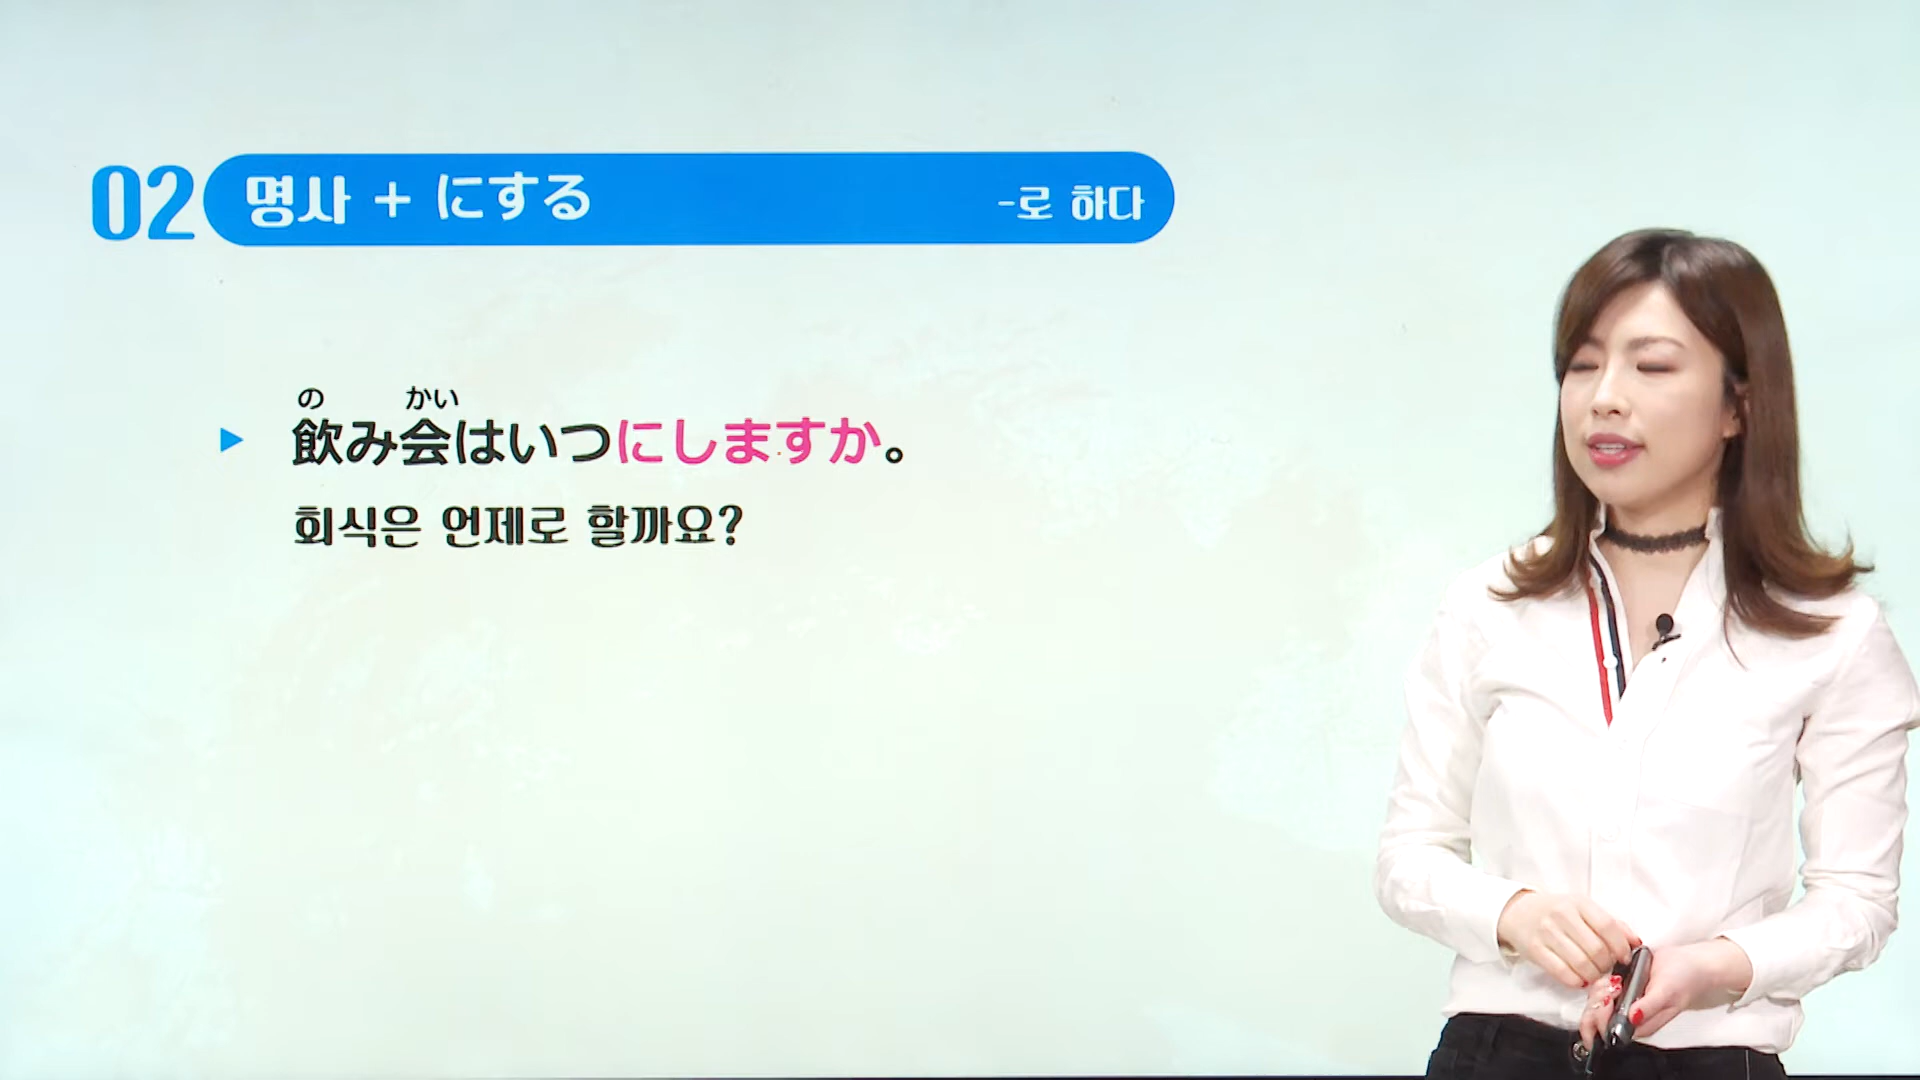 02 명사 + にする -로 하다
の かい
飲み会はいつにしますか。
회식은 언제로 할까요?